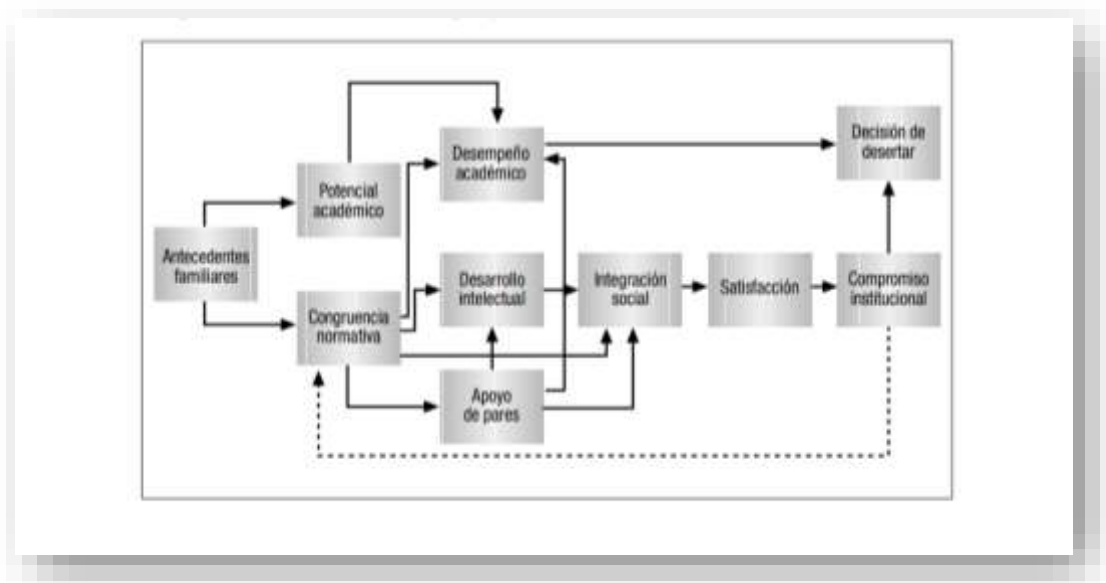 Desempeño
académico
Decisión de
desertar
Potencial
académico
Antecedentes
familiares
Desarrollo
intelectual
Integración
social
Satisfacción
Compromiso
institucional
Congruencia
normativa
Apoyo
de pares